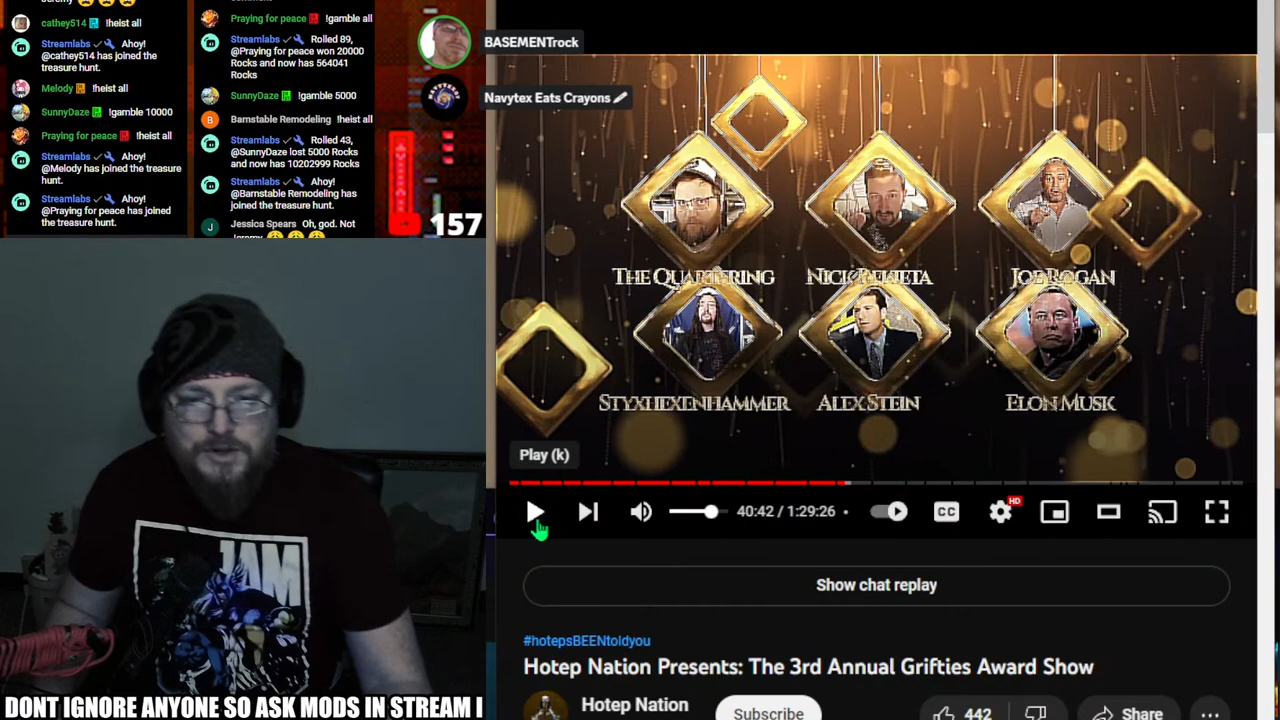 cathey514 !heist all
Streamlabs Ahoy!
@cathey514 has joined the
treasure hunt.
Melody !heist all
SunnyDaze !gamble 10000
Praying for peace !heist all
Streamlabs Ahoy!
@Melody has joined the treasure
hunt.
Streamlabs Ahoy!
@Praying for peace has joined
the treasure hunt.
Praying for peace !gamble all
Streamlabs Rolled 89,
@Praying for peace won 20000
Rocks and now has 564041
Rocks
SunnyDaze !gamble 5000
B Barnstable Remodeling !heist all
Streamlabs Rolled 43,
@SunnyDaze lost 5000 Rocks
and now has 10202999 Rocks
Streamlabs Ahoy!
@Barnstable Remodeling has
joined the treasure hunt.
J Jessica Spears Oh, god. Not
Jeremy
157
BASEMENTrock
Navytex Eats Crayons
THE QUARTERING NICK REKIETA JOE ROGAN
STYXHEXENHAMMER ALEX STEIN ELON MUSK
Play (k)
40:42 / 1:29:26 •
CC
HD
Show chat replay
#hotepsBEENtoldyou
Hotep Nation Presents: The 3rd Annual Grifties Award Show
Hotep Nation
Subscribe
442
Share
JAM
DONT IGNORE ANYONE SO ASK MODS IN STREAM I